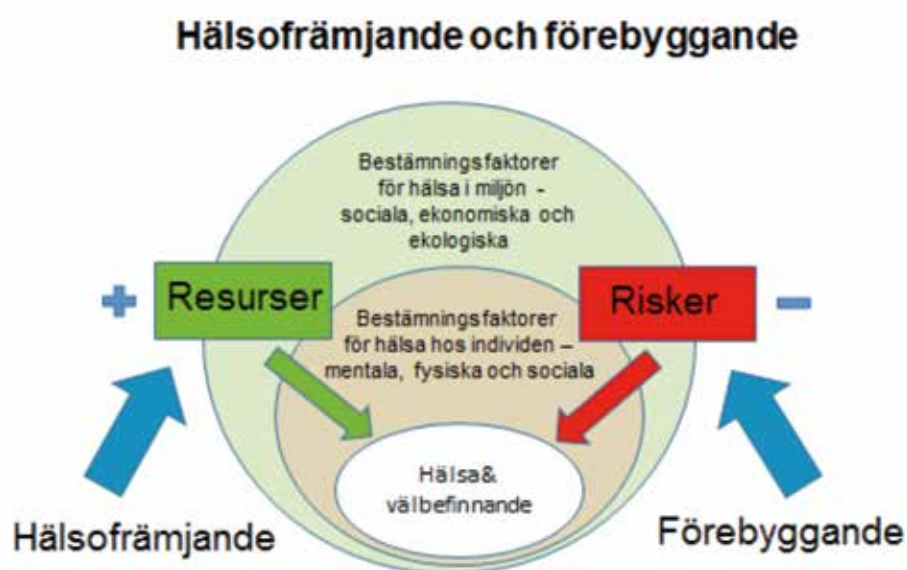 Hälsofrämjande och förebyggande
Bestämningsfaktorer
för hälsa i miljön -
sociala, ekonomiska och
ekologiska
+ Resurser
Risker -
Bestämningsfaktorer
för hälsa hos individen –
mentala, fysiska och sociala
Hälsa&
välbefinnande
Hälsofrämjande
Förebyggande